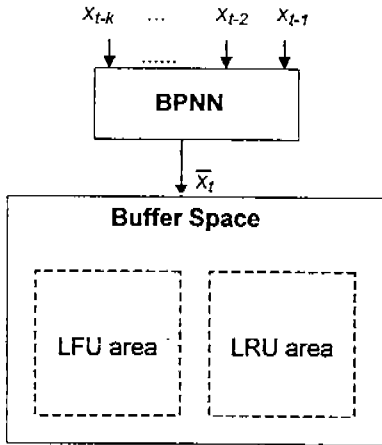 x_{t-k} ... x_{t-2} x_{t-1}
......
BPNN
x̄_t
Buffer Space
LFU area LRU area